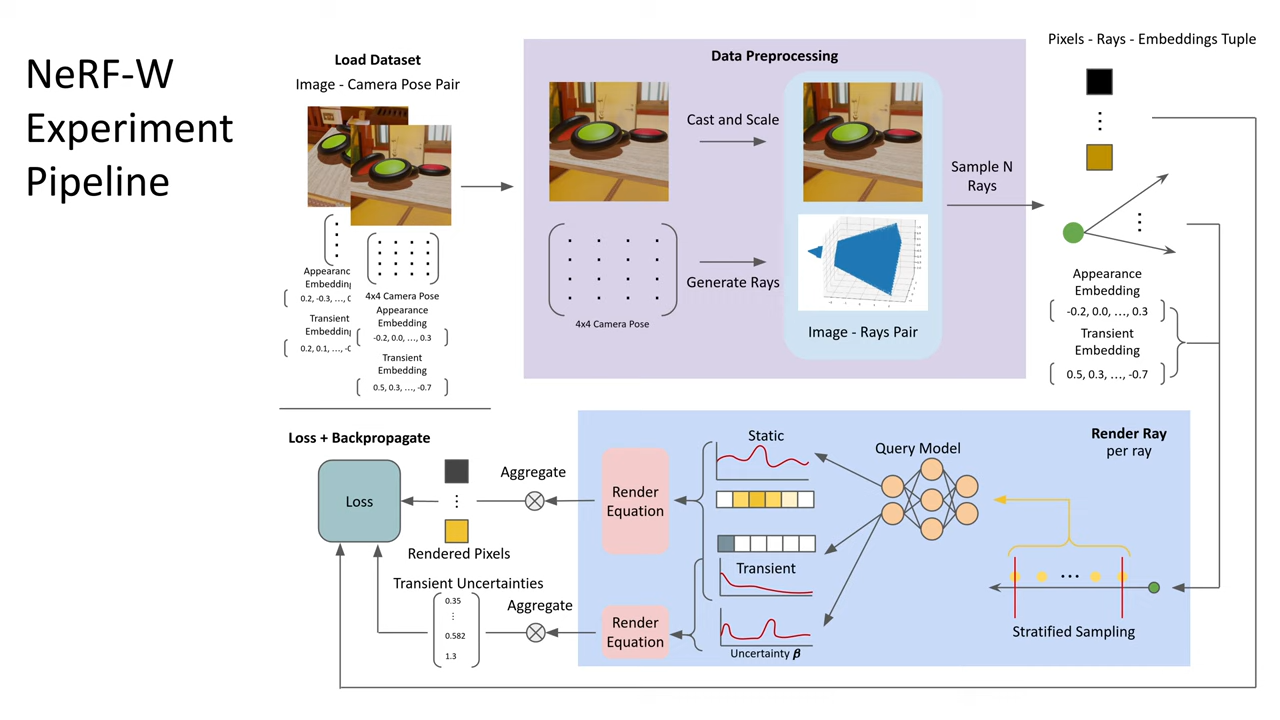 NeRF-W
Experiment
Pipeline
Load Dataset
Image - Camera Pose Pair
Appearanc
Embedding
0.2, -0.3, …, 0
Transient
Embedding
0.2, 0.1, …, -0
4x4 Camera Pose
Appearance
Embedding
-0.2, 0.0, …, 0.3
Transient
Embedding
0.5, 0.3, …, -0.7
Data Preprocessing
Cast and Scale
4x4 Camera Pose
Generate Rays
Image - Rays Pair
Sample N
Rays
Pixels - Rays - Embeddings Tuple
Appearance
Embedding
-0.2, 0.0, …, 0.3
Transient
Embedding
0.5, 0.3, …, -0.7
Render Ray
per ray
Stratified Sampling
Query Model
Static
Transient
Uncertainty β
Render
Equation
Render
Equation
Aggregate
Aggregate
Loss + Backpropagate
Loss
Rendered Pixels
Transient Uncertainties
0.35
⋮
0.582
1.3